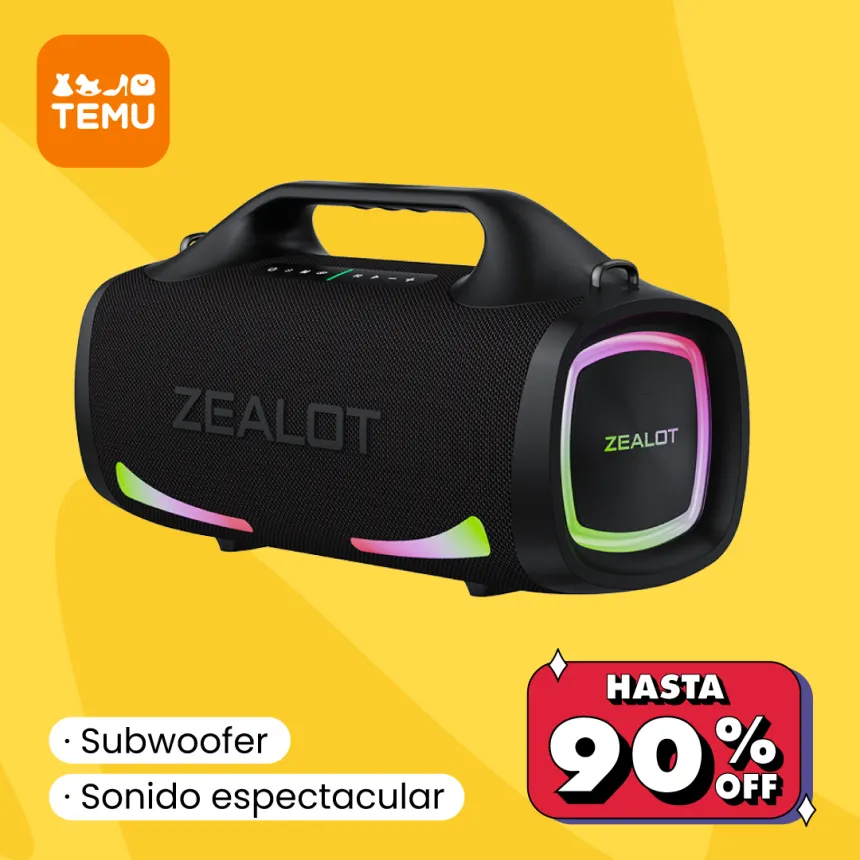 TEMU
ZEALOT
ZEALOT
· Subwoofer
· Sonido espectacular
HASTA
90%
OFF